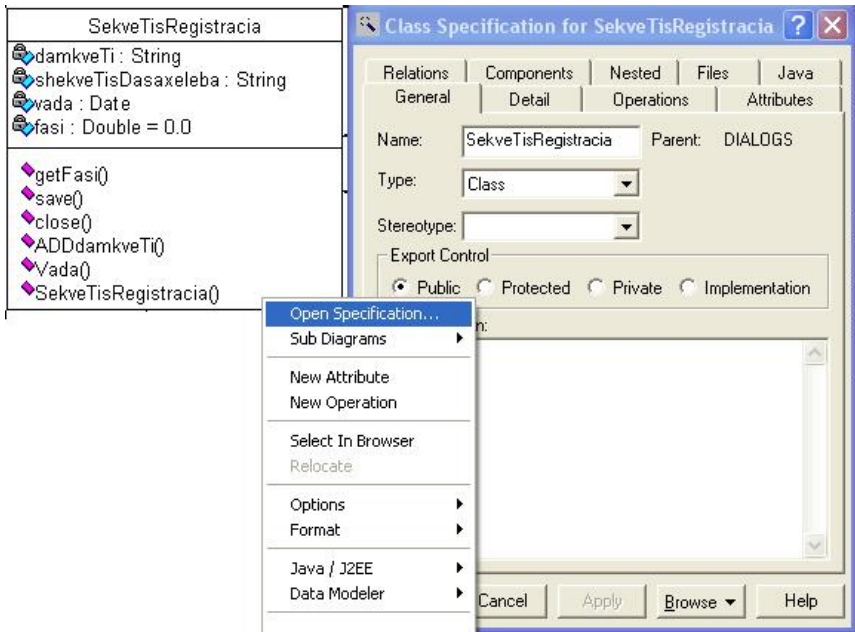 SekveTisRegistracia
damkveTi : String
shekveTisDasaxeleba : String
vada : Date
fasi : Double = 0.0
getFasi()
save()
close()
ADDdamkveTi()
Vada()
SekveTisRegistracia()
Open Specification...
Sub Diagrams
New Attribute
New Operation
Select In Browser
Relocate
Options
Format
Java / J2EE
Data Modeler
Class Specification for SekveTisRegistracia
Relations Components Nested Files Java
General Detail Operations Attributes
Name: SekveTisRegistracia Parent: DIALOGS
Type: Class
Stereotype:
Export Control
Public Protected Private Implementation
Cancel Apply Browse Help